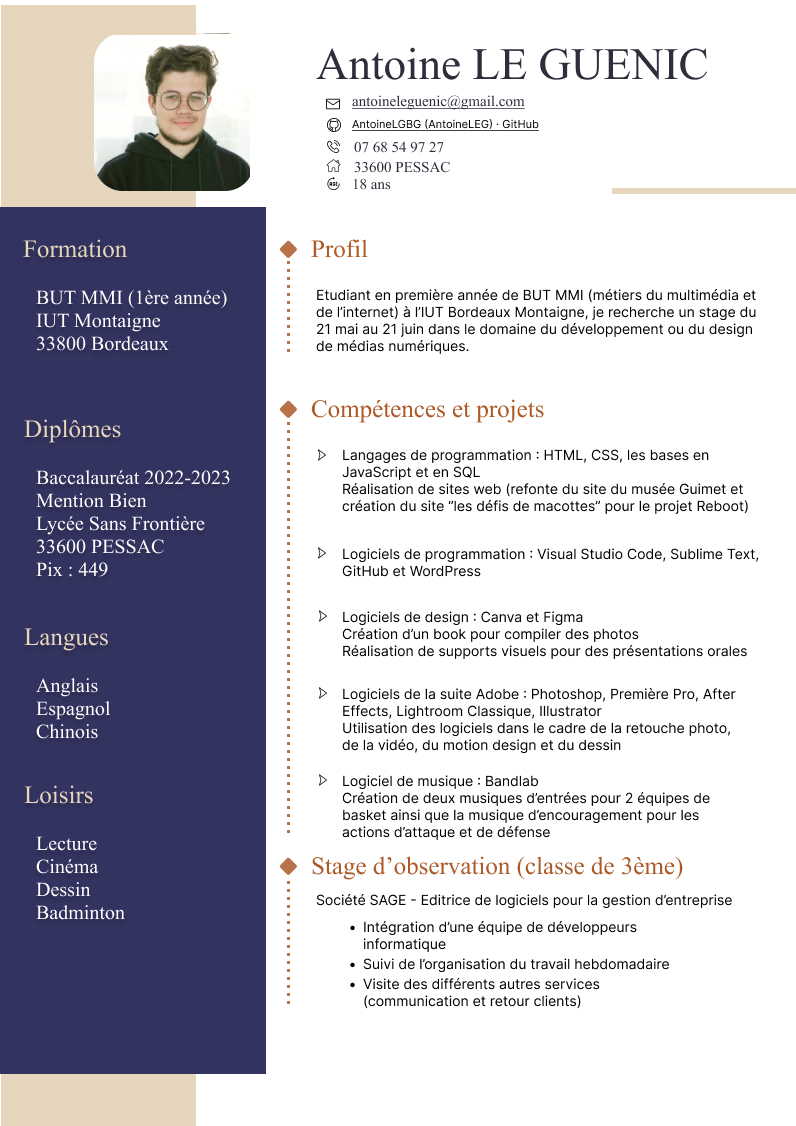 Antoine LE GUENIC
antoineleguenic@gmail.com
AntoineLGBG (AntoineLEG) · GitHub
07 68 54 97 27
33600 PESSAC
18 ans
Formation
BUT MMI (1ère année)
IUT Montaigne
33800 Bordeaux
Diplômes
Baccalauréat 2022-2023
Mention Bien
Lycée Sans Frontière
33600 PESSAC
Pix : 449
Langues
Anglais
Espagnol
Chinois
Loisirs
Lecture
Cinéma
Dessin
Badminton
Profil
Etudiant en première année de BUT MMI (métiers du multimédia et
de l’internet) à l’IUT Bordeaux Montaigne, je recherche un stage du
21 mai au 21 juin dans le domaine du développement ou du design
de médias numériques.
Compétences et projets
Langages de programmation : HTML, CSS, les bases en
JavaScript et en SQL
Réalisation de sites web (refonte du site du musée Guimet et
création du site “les défis de macottes” pour le projet Reboot)
Logiciels de programmation : Visual Studio Code, Sublime Text,
GitHub et WordPress
Logiciels de design : Canva et Figma
Création d’un book pour compiler des photos
Réalisation de supports visuels pour des présentations orales
Logiciels de la suite Adobe : Photoshop, Première Pro, After
Effects, Lightroom Classique, Illustrator
Utilisation des logiciels dans le cadre de la retouche photo,
de la vidéo, du motion design et du dessin
Logiciel de musique : Bandlab
Création de deux musiques d’entrées pour 2 équipes de
basket ainsi que la musique d’encouragement pour les
actions d’attaque et de défense
Stage d’observation (classe de 3ème)
Société SAGE - Editrice de logiciels pour la gestion d’entreprise
• Intégration d’une équipe de développeurs
informatique
• Suivi de l’organisation du travail hebdomadaire
• Visite des différents autres services
(communication et retour clients)